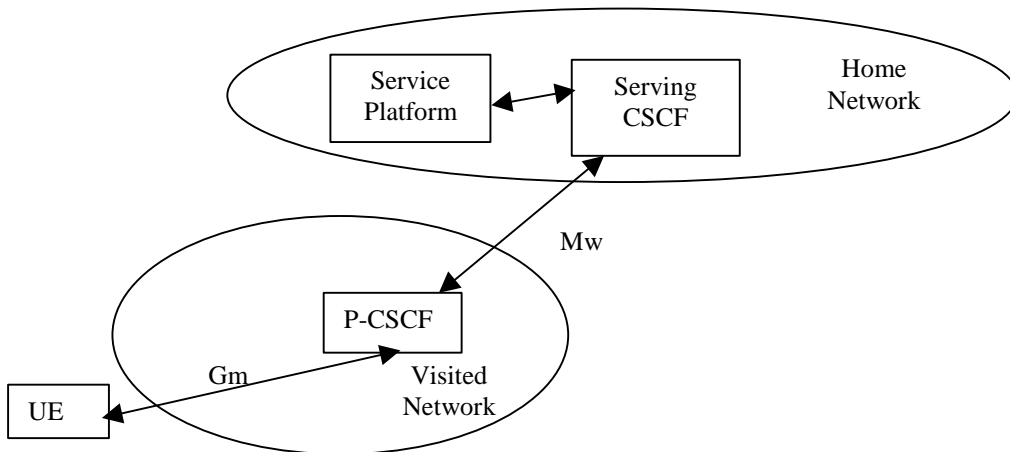 Service
Platform
Serving
CSCF
Home
Network
Mw
P-CSCF
Gm
Visited
Network
UE